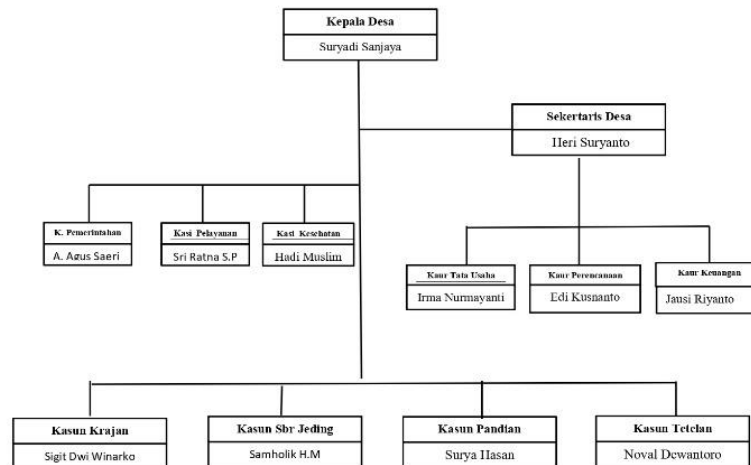 Kepala Desa
Suryadi Sanjaya
Sekertaris Desa
Heri Suryanto
K. Pemerintahan
A. Agus Saeri
Kasi Pelayanan
Sri Ratna S.P
Kasi Kesehatan
Hadi Muslim
Kaur Tata Usaha
Irma Nurmayanti
Kaur Perencanaan
Edi Kusnanto
Kaur Keuangan
Jausi Riyanto
Kasun Krajan
Sigit Dwi Winarko
Kasun Sbr Jeding
Samholik H.M
Kasun Pandian
Surya Hasan
Kasun Tetelan
Noval Dewantoro